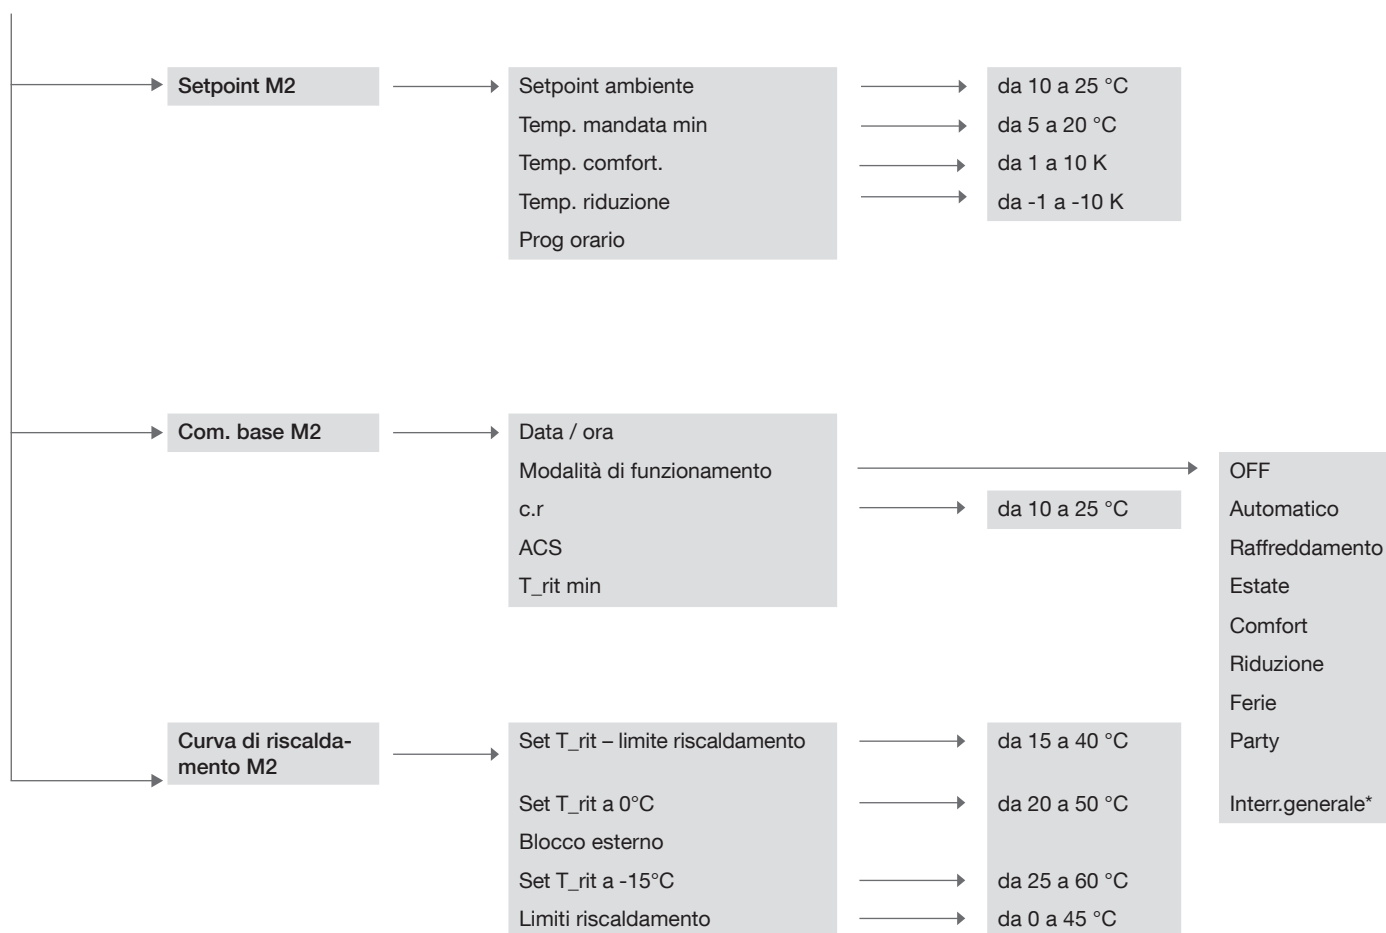 Setpoint M2
Setpoint ambiente
da 10 a 25 °C
Temp. mandata min
da 5 a 20 °C
Temp. comfort.
da 1 a 10 K
Temp. riduzione
da -1 a -10 K
Prog orario
Com. base M2
Data / ora
Modalità di funzionamento
OFF
c.r
da 10 a 25 °C
Automatico
ACS
Raffreddamento
T_rit min
Estate
Comfort
Riduzione
Ferie
Curva di riscalda-
mento M2
Set T_rit – limite riscaldamento
da 15 a 40 °C
Party
Set T_rit a 0°C
da 20 a 50 °C
Interr.generale*
Blocco esterno
Set T_rit a -15°C
da 25 a 60 °C
Limiti riscaldamento
da 0 a 45 °C